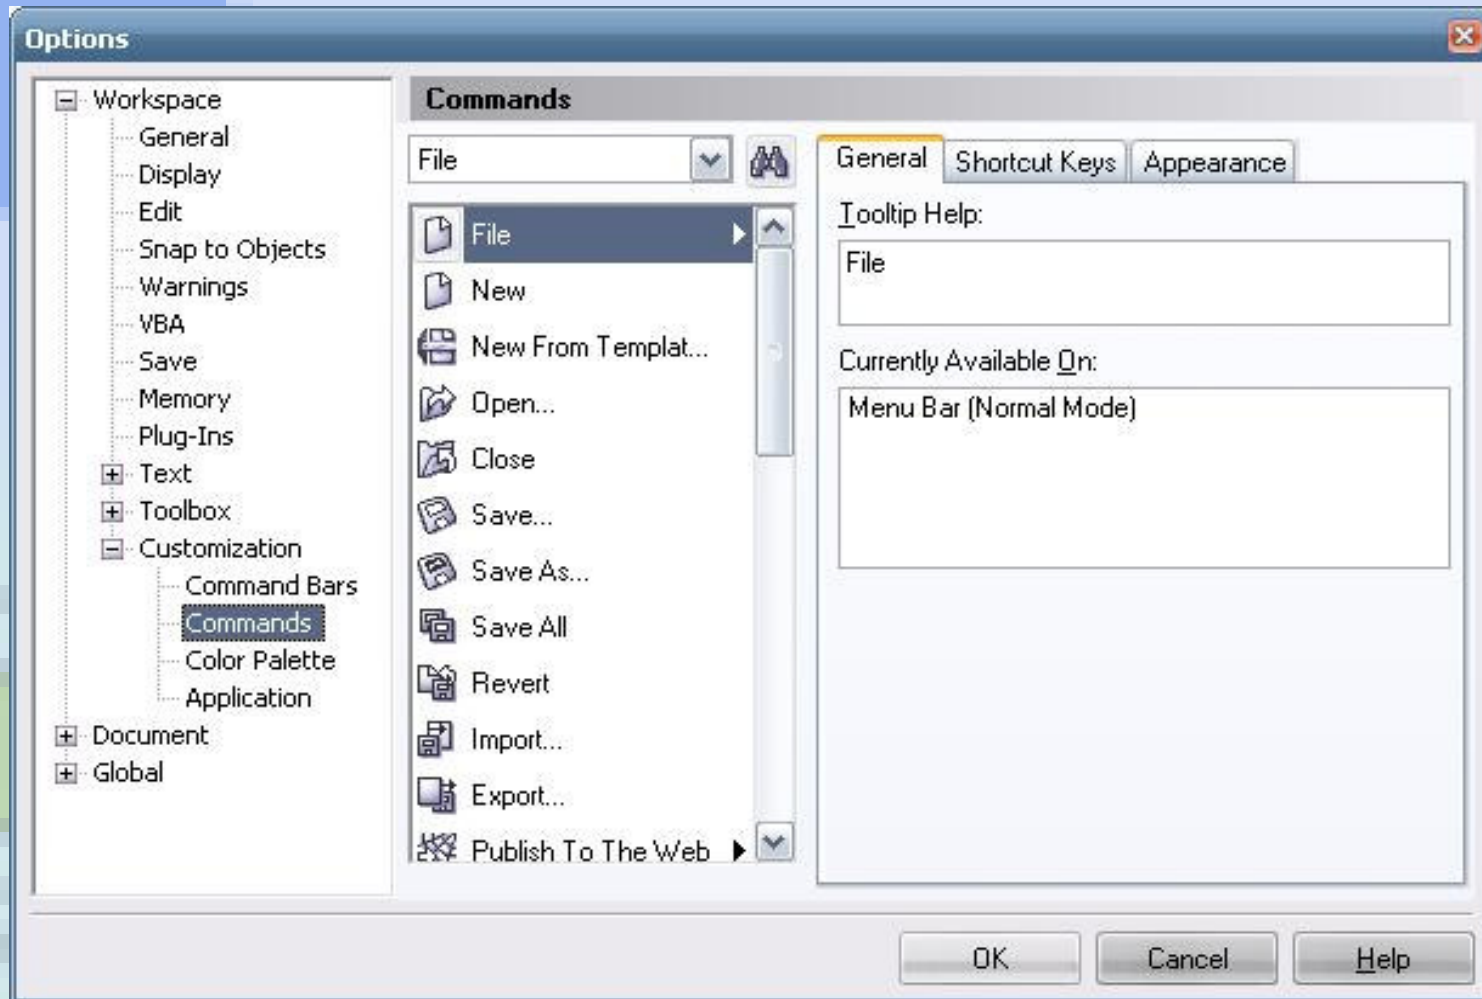 Options
Workspace
General
Display
Edit
Snap to Objects
Warnings
VBA
Save
Memory
Plug-Ins
Text
Toolbox
Customization
Command Bars
Commands
Color Palette
Application
Document
Global
Commands
File
File
New
New From Templat...
Open...
Close
Save...
Save As...
Save All
Revert
Import...
Export...
Publish To The Web
General Shortcut Keys Appearance
Tooltip Help:
File
Currently Available On:
Menu Bar (Normal Mode)
OK Cancel Help